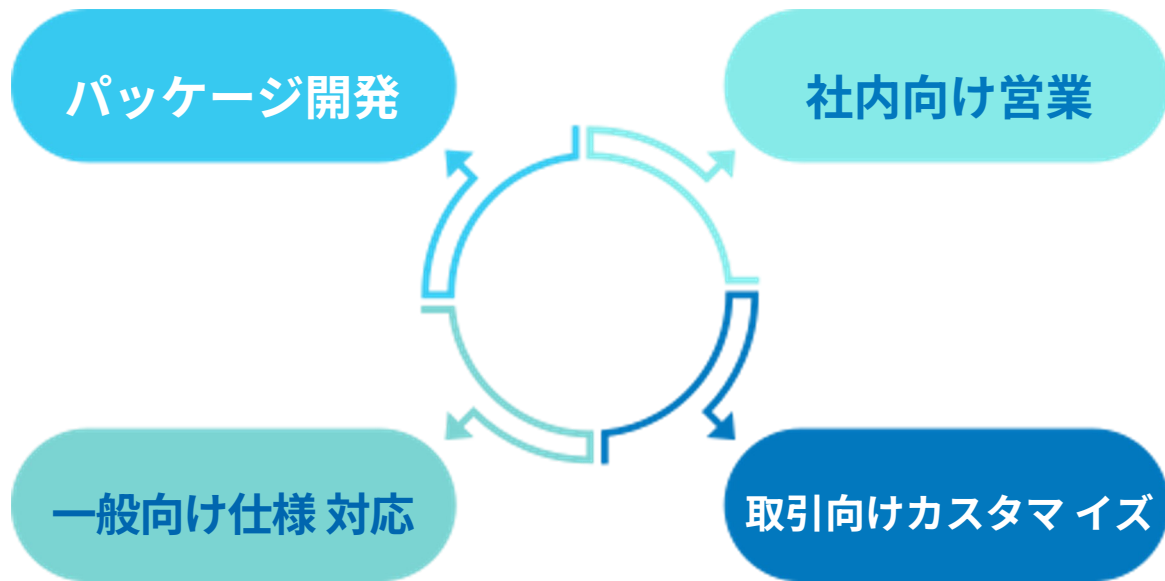 パッケージ開発
社内向け営業
一般向け仕様 対応
取引向けカスタマ イズ